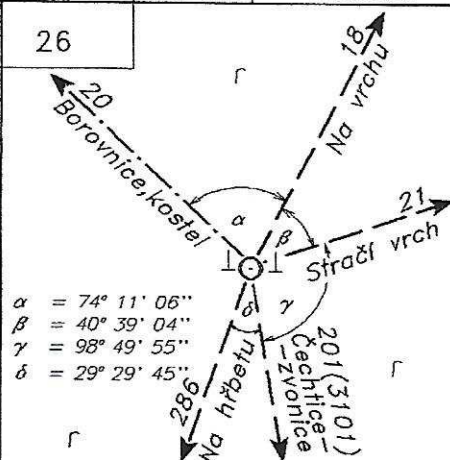 26
18
Na vrchu
20
Borovnice, kostel
21
Stračí vrch
α
β
γ
δ
α = 74° 11' 06''
β = 40° 39' 04''
γ = 98° 49' 55''
δ = 29° 29' 45''
286
Na hřbetu
201(3101)
Čechtice-
-zvonice